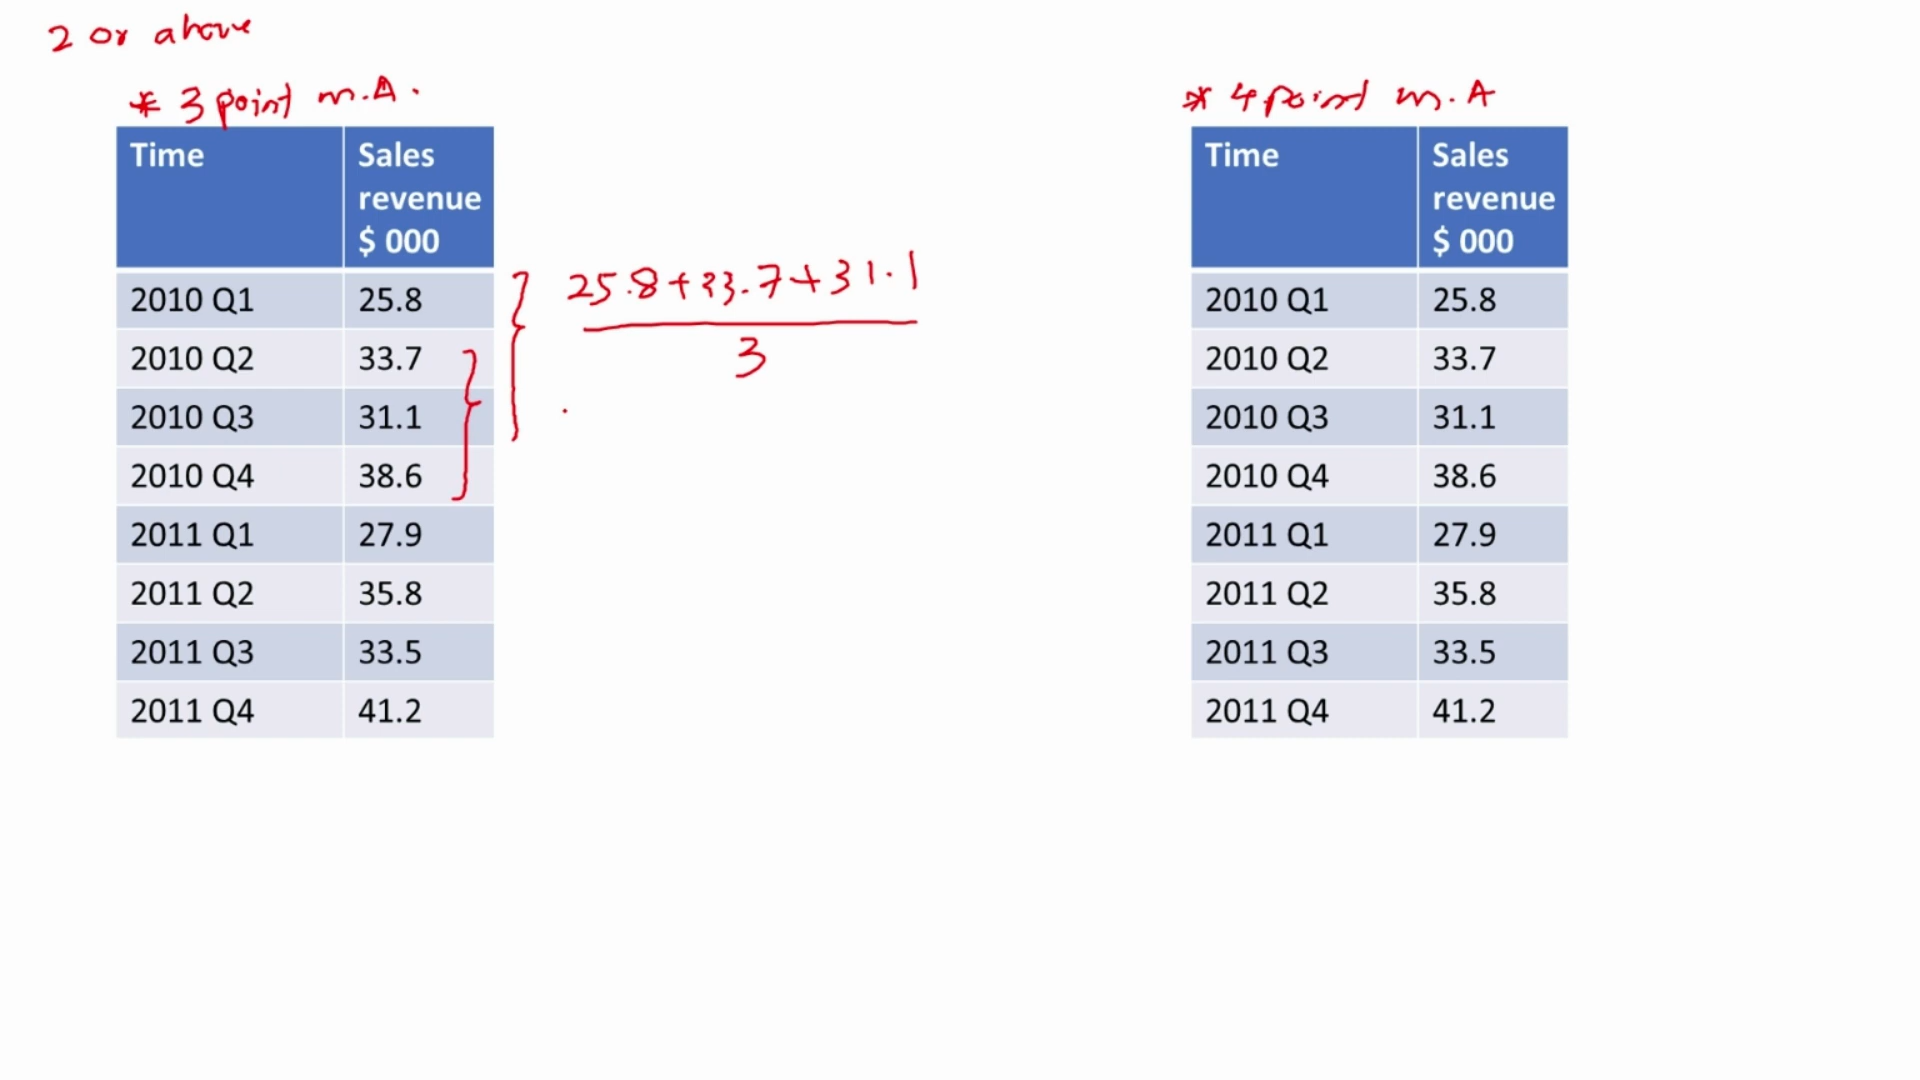 2 or above
* 3 point m.A.
Time Sales revenue $ 000
2010 Q1 25.8
2010 Q2 33.7
2010 Q3 31.1
2010 Q4 38.6
2011 Q1 27.9
2011 Q2 35.8
2011 Q3 33.5
2011 Q4 41.2
25.8+33.7+31.1
3
* 4 point m.A
Time Sales revenue $ 000
2010 Q1 25.8
2010 Q2 33.7
2010 Q3 31.1
2010 Q4 38.6
2011 Q1 27.9
2011 Q2 35.8
2011 Q3 33.5
2011 Q4 41.2